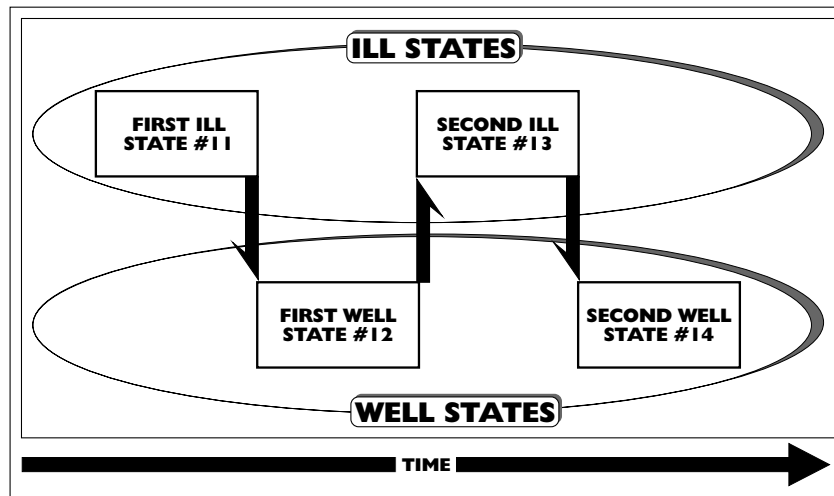 ILL STATES
FIRST ILL
STATE #11
SECOND ILL
STATE #13
FIRST WELL
STATE #12
SECOND WELL
STATE #14
WELL STATES
TIME